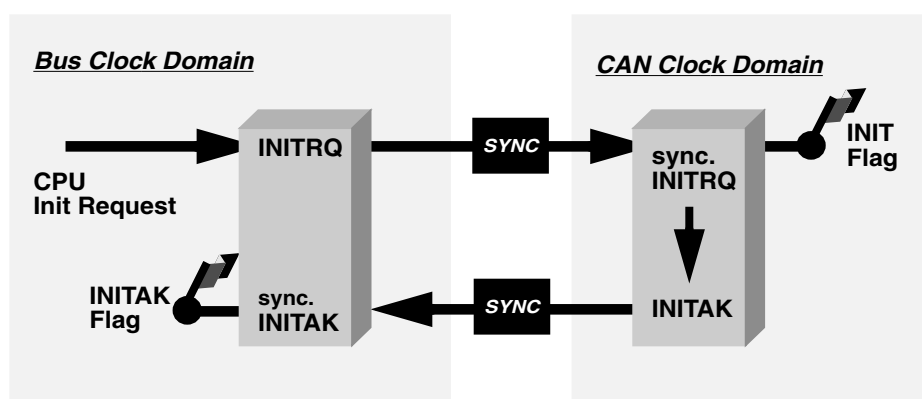 Bus Clock Domain
CAN Clock Domain
CPU
Init Request
INITRQ
SYNC
sync.
INITRQ
INIT
Flag
INITAK
Flag
sync.
INITAK
SYNC
INITAK